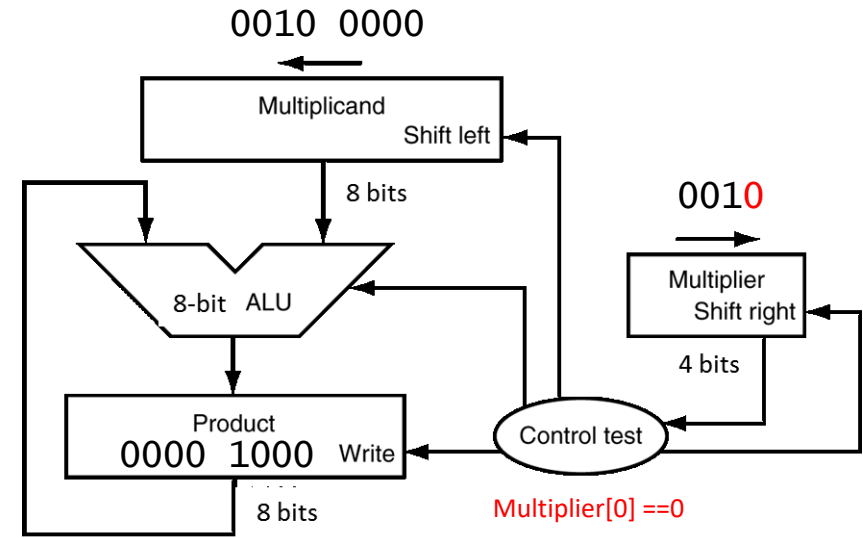 0010 0000
Multiplicand
Shift left
8 bits
0010
Multiplier
Shift right
8-bit ALU
4 bits
Product
0000 1000 Write
Control test
8 bits
Multiplier[0] ==0